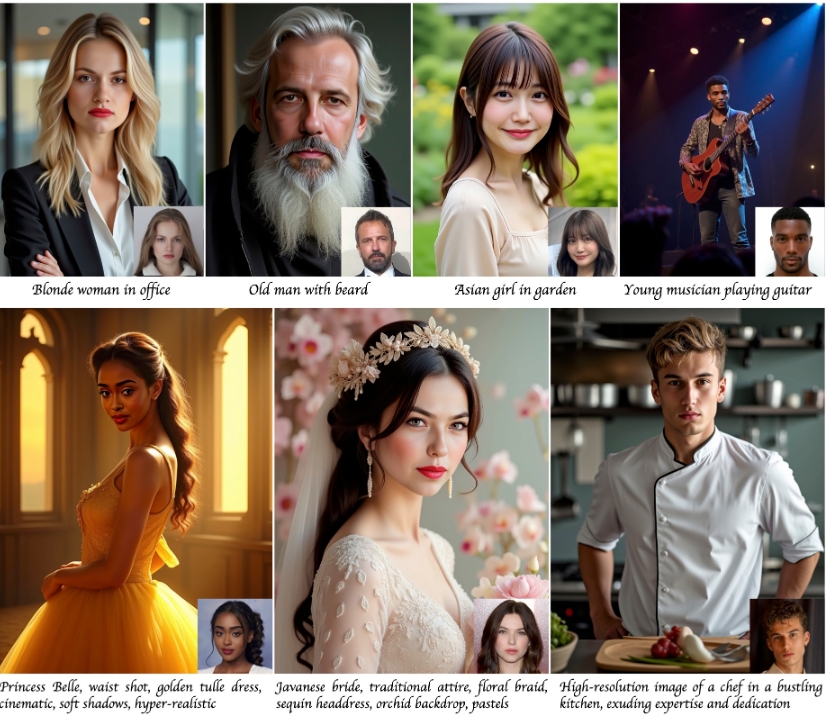 Blonde woman in office
Old man with beard
Asian girl in garden
Young musician playing guitar
Princess Belle, waist shot, golden tulle dress,
cinematic, soft shadows, hyper-realistic
Javanese bride, traditional attire, floral braid,
sequin headdress, orchid backdrop, pastels
High-resolution image of a chef in a bustling
kitchen, exuding expertise and dedication